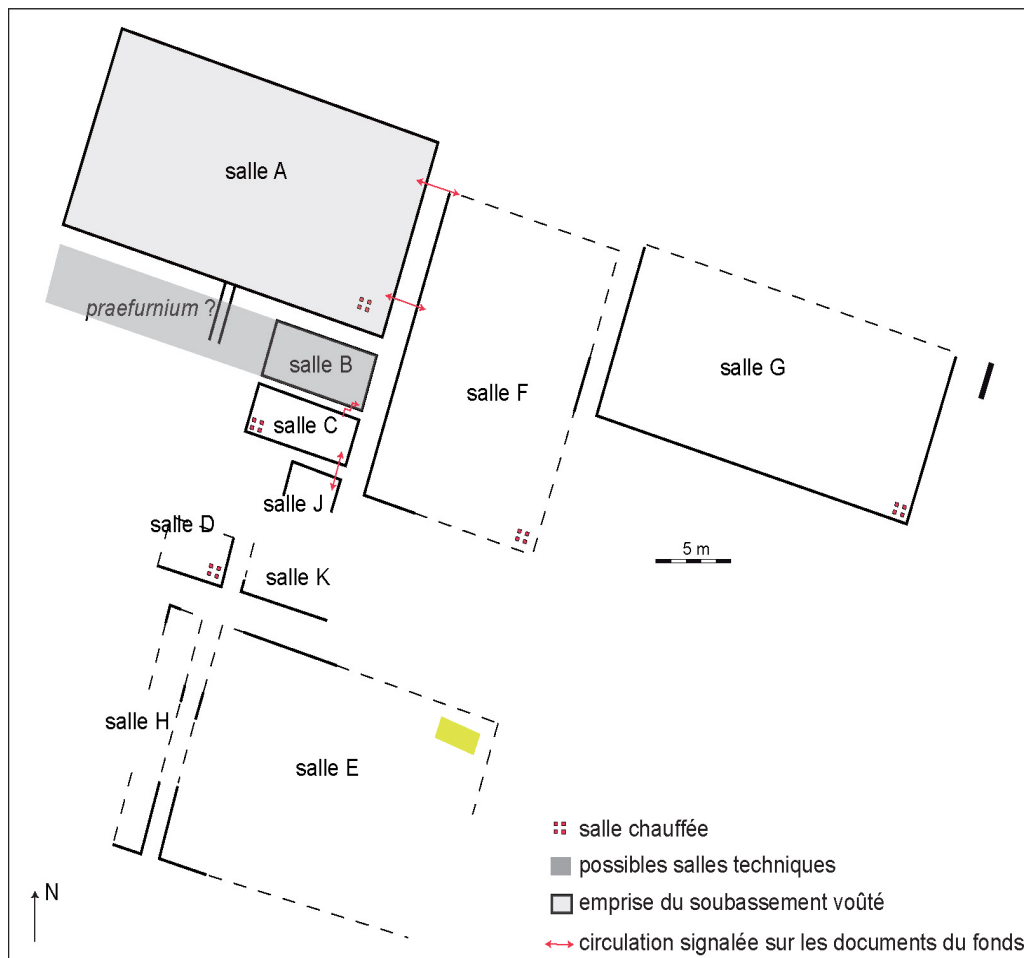 salle A
praefurnium ?
salle B
salle C
salle F
salle G
salle J
salle D
5 m
salle K
salle H
salle E
salle chauffée
possibles salles techniques
emprise du soubassement voûté
circulation signalée sur les documents du fonds
N